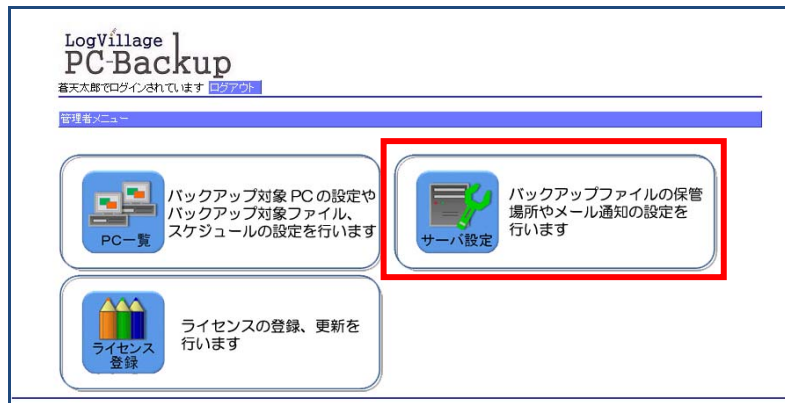 LogVillage
PC-Backup
蒼天太郎でログインされています ログアウト
管理者メニュー
PC一覧
バックアップ対象 PC の設定や
バックアップ対象ファイル、
スケジュールの設定を行います
サーバ設定
バックアップファイルの保管
場所やメール通知の設定を
行います
ライセンス
登録
ライセンスの登録、更新を
行います